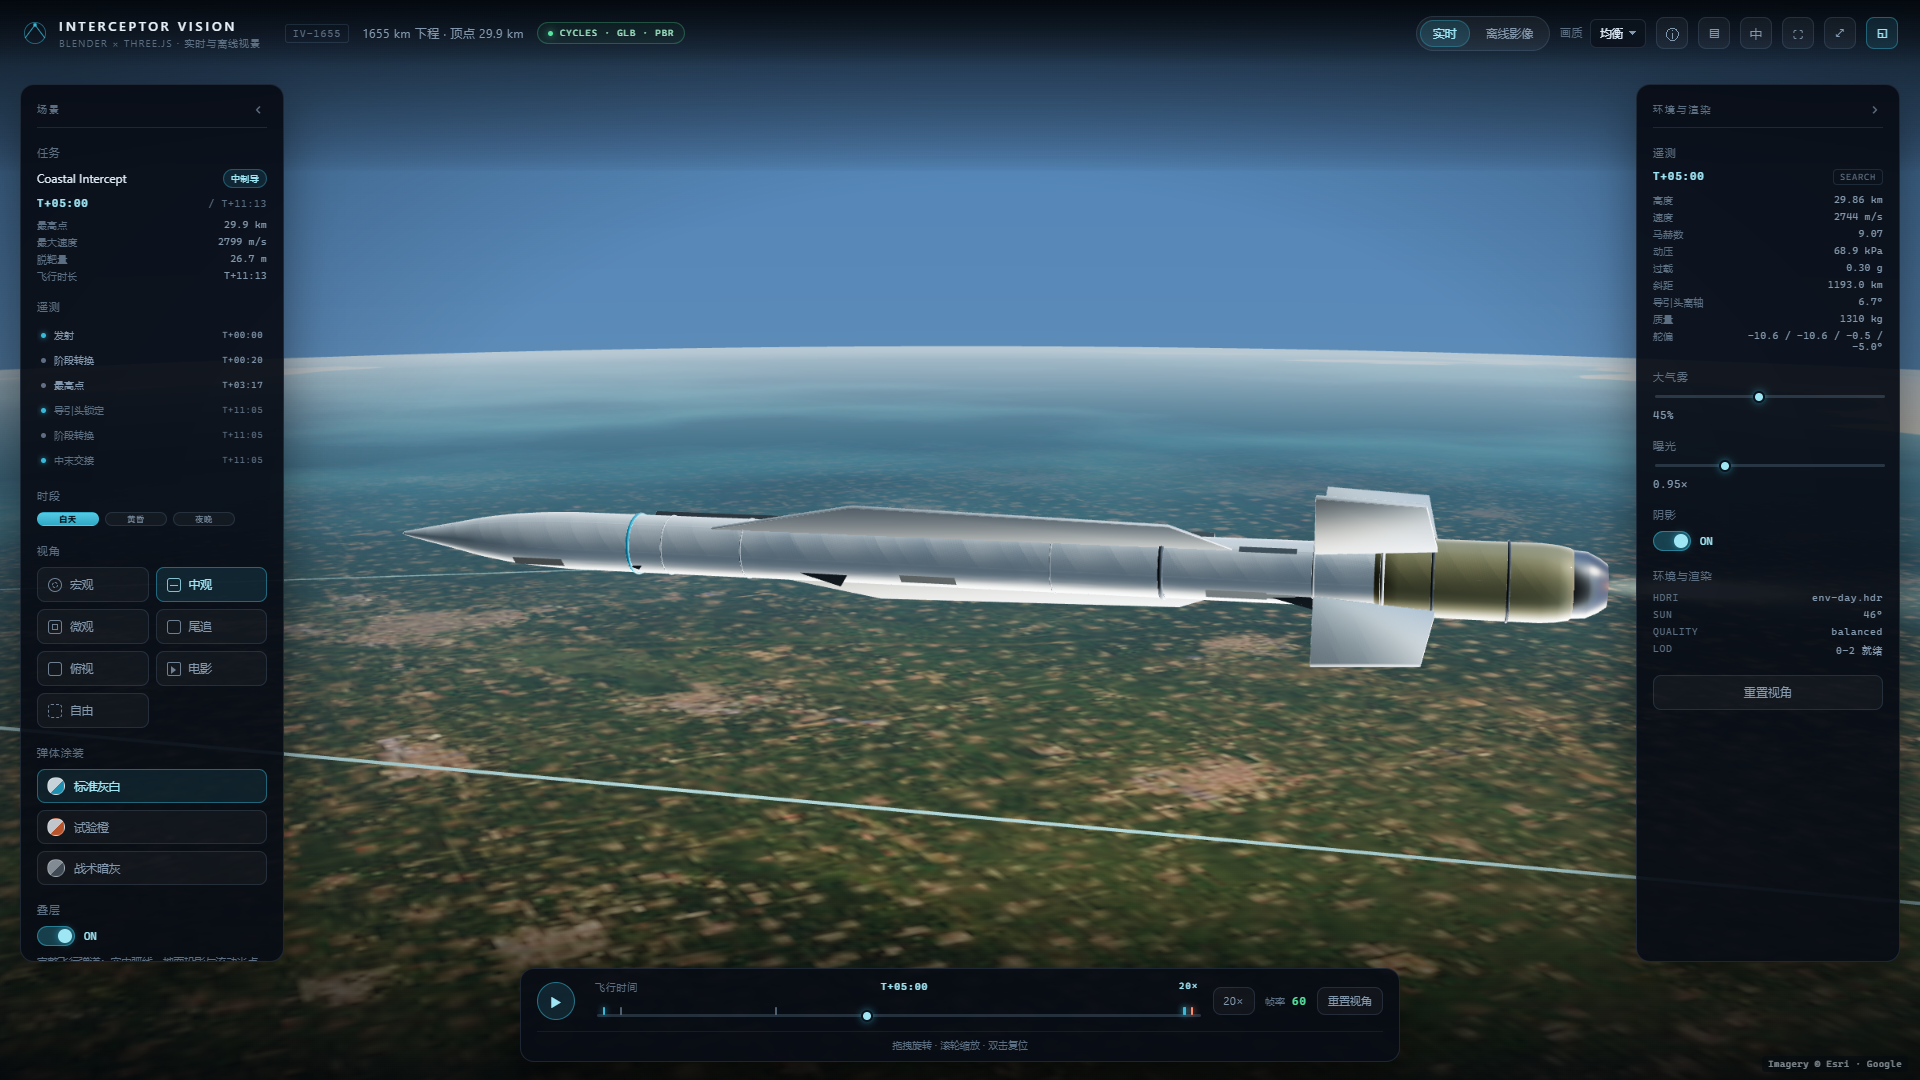 INTERCEPTOR VISION
BLENDER × THREE.JS · 实时与离线视景
IV-1655
1655 km 下程 · 顶点 29.9 km
CYCLES · GLB · PBR
实时
离线影像
画质
均衡
中
场景
任务
Coastal Intercept
中制导
T+05:00
/ T+11:13
最高点 29.9 km
最大速度 2799 m/s
脱靶量 26.7 m
飞行时长 T+11:13
遥测
发射 T+00:00
阶段转换 T+00:20
最高点 T+03:17
导引头锁定 T+11:05
阶段转换 T+11:05
中末交接 T+11:05
时段
白天 黄昏 夜晚
视角
宏观 中观
微观 尾追
俯视 电影
自由
弹体涂装
标准灰白
试验橙
战术暗灰
叠层
ON
环境与渲染
遥测
T+05:00 SEARCH
高度 29.86 km
速度 2744 m/s
马赫数 9.07
动压 68.9 kPa
过载 0.30 g
斜距 1193.0 km
导引头离轴 6.7°
质量 1310 kg
舵偏 -10.6 / -10.6 / -0.5 /
-5.0°
大气雾
45%
曝光
0.95×
阴影
ON
环境与渲染
HDRI env-day.hdr
SUN 46°
QUALITY balanced
LOD 0-2 就绪
重置视角
飞行时间 T+05:00 20×
20×
帧率 60
重置视角
拖拽旋转 · 滚轮缩放 · 双击复位
Imagery © Esri · Google